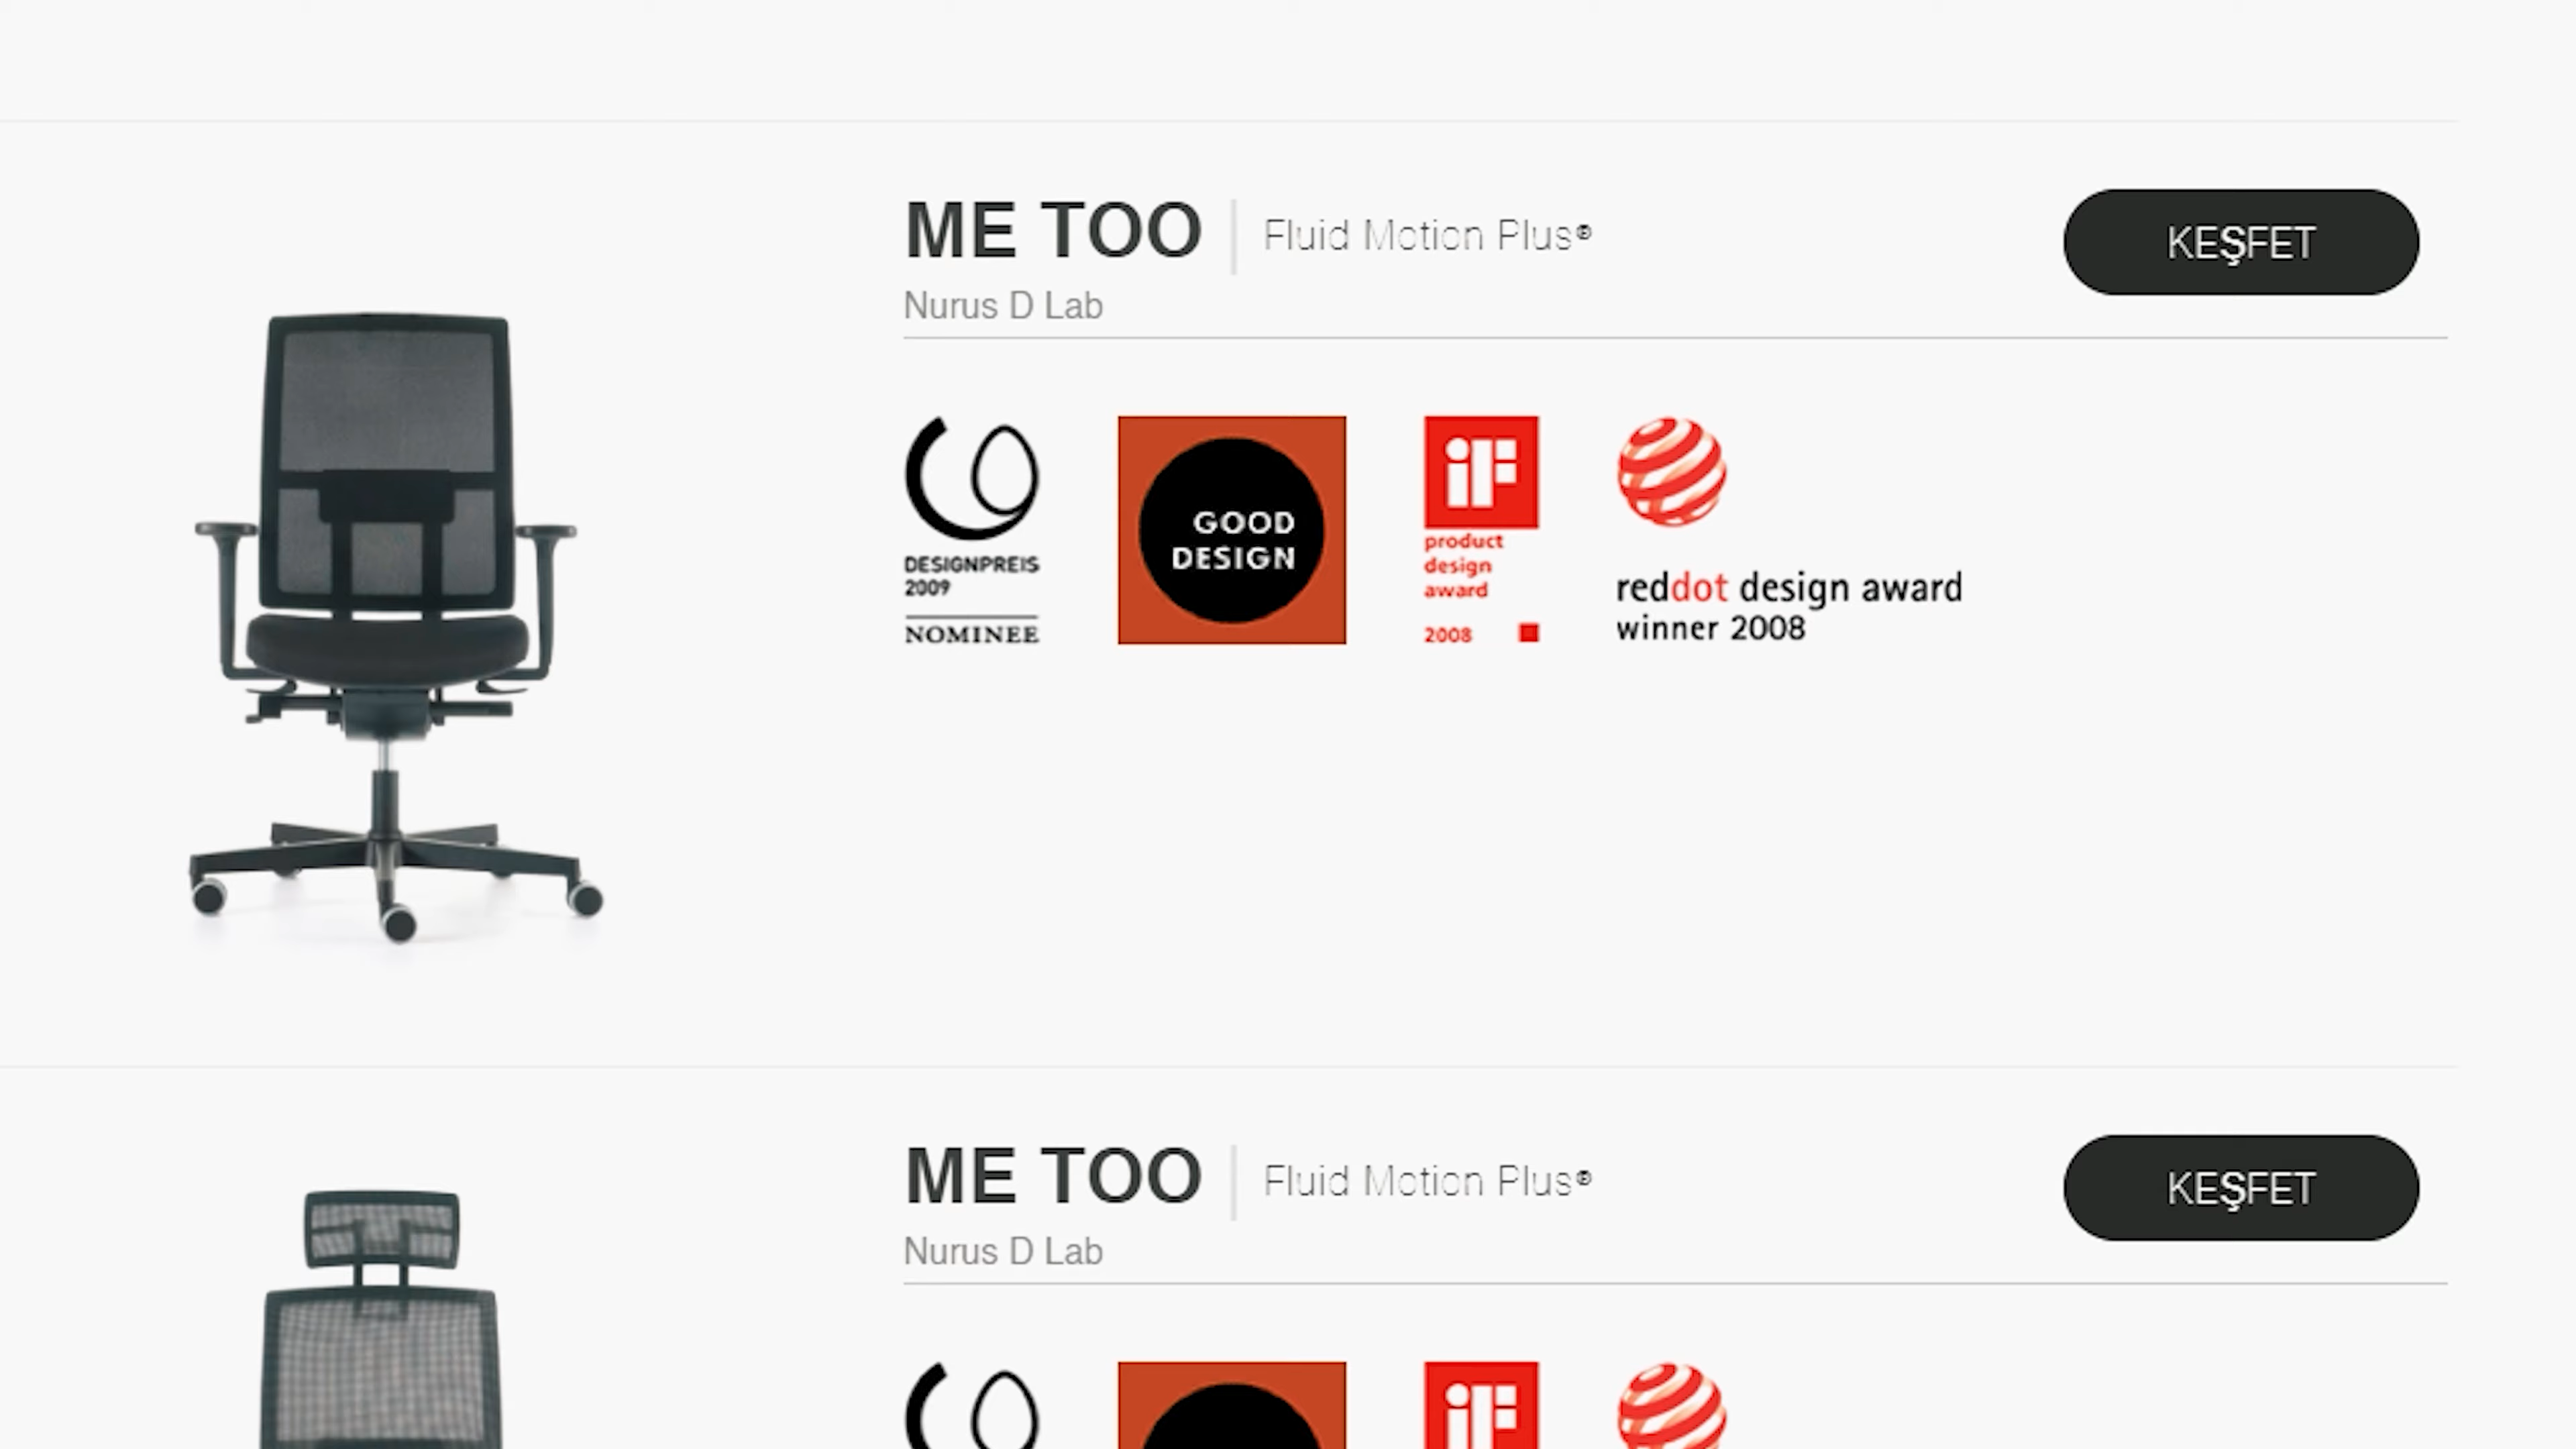 ME TOO
Fluid Motion Plus®
KEŞFET
Nurus D Lab
DESIGNPREIS
2009
NOMINEE
GOOD
DESIGN
iF
product
design
award
2008
reddot design award
winner 2008
ME TOO
Fluid Motion Plus®
KEŞFET
Nurus D Lab
iF